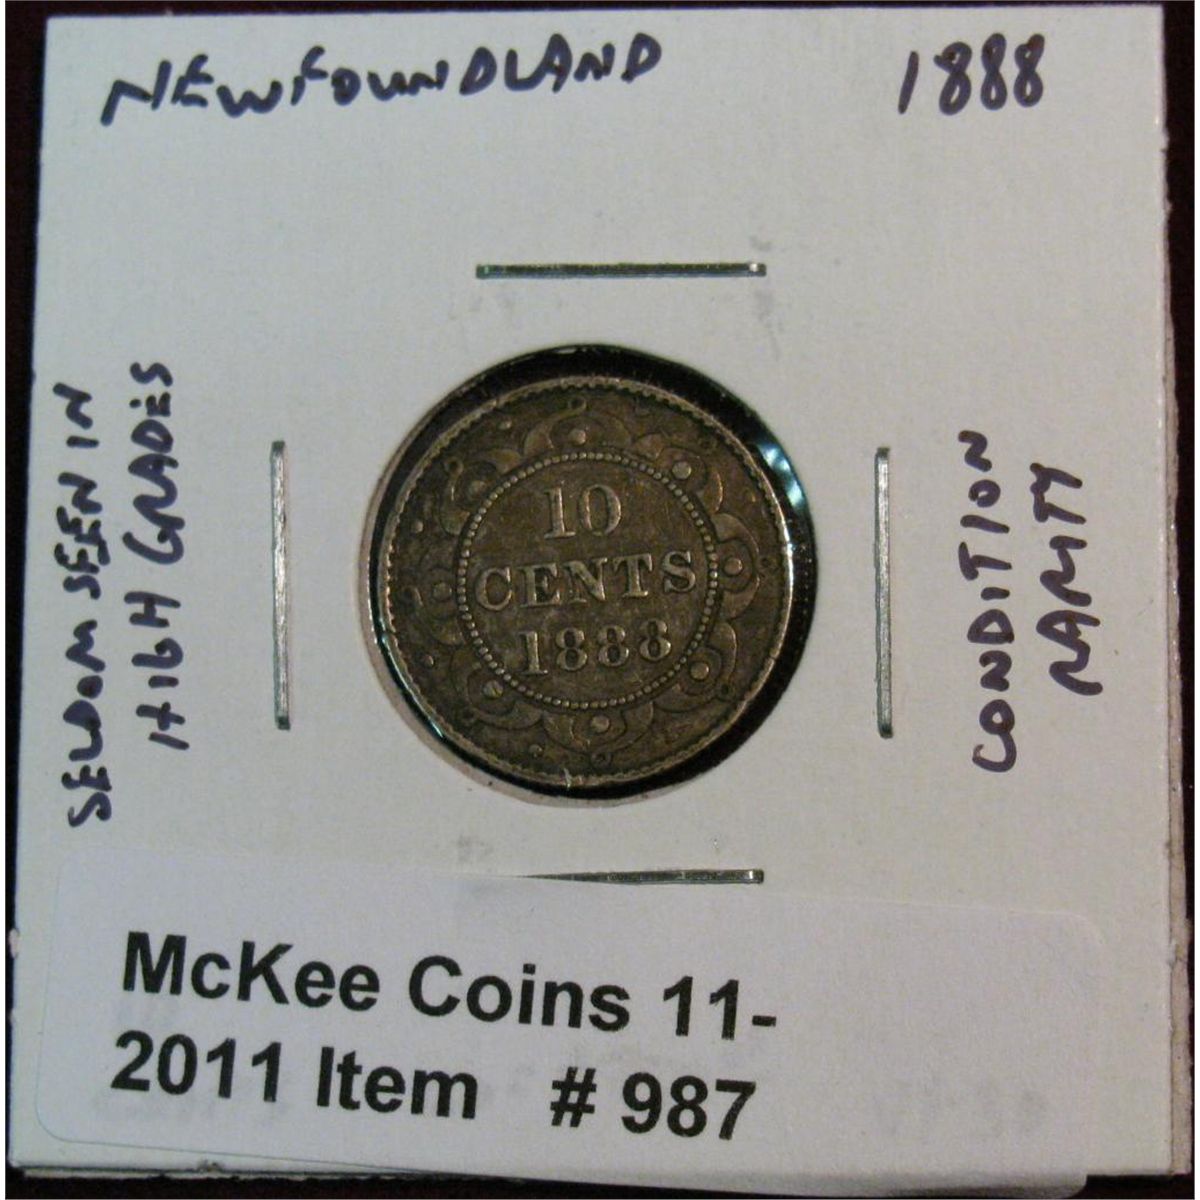 NEWFOUNDLAND 1888
SELDOM SEEN IN
HIGH GRADES
10
CENTS
1888
CONDITION
RARITY
McKee Coins 11-
2011 Item # 987